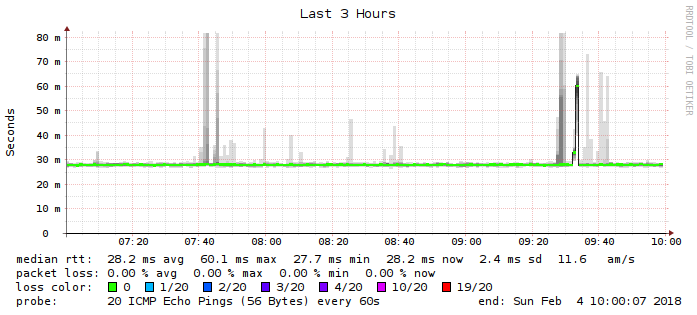 Last 3 Hours
RRDTOOL / TOBI OETIKER
Seconds
80 m
70 m
60 m
50 m
40 m
30 m
20 m
10 m
0
07:20 07:40 08:00 08:20 08:40 09:00 09:20 09:40 10:00
median rtt: 28.2 ms avg 60.1 ms max 27.7 ms min 28.2 ms now 2.4 ms sd 11.6 am/s
packet loss: 0.00 % avg 0.00 % max 0.00 % min 0.00 % now
loss color: 0 1/20 2/20 3/20 4/20 10/20 19/20
probe: 20 ICMP Echo Pings (56 Bytes) every 60s end: Sun Feb 4 10:00:07 2018